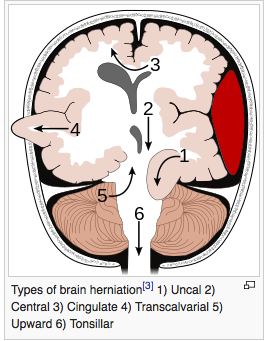 3
4
2
1
5
6
Types of brain herniation[3] 1) Uncal 2)
Central 3) Cingulate 4) Transcalvarial 5)
Upward 6) Tonsillar